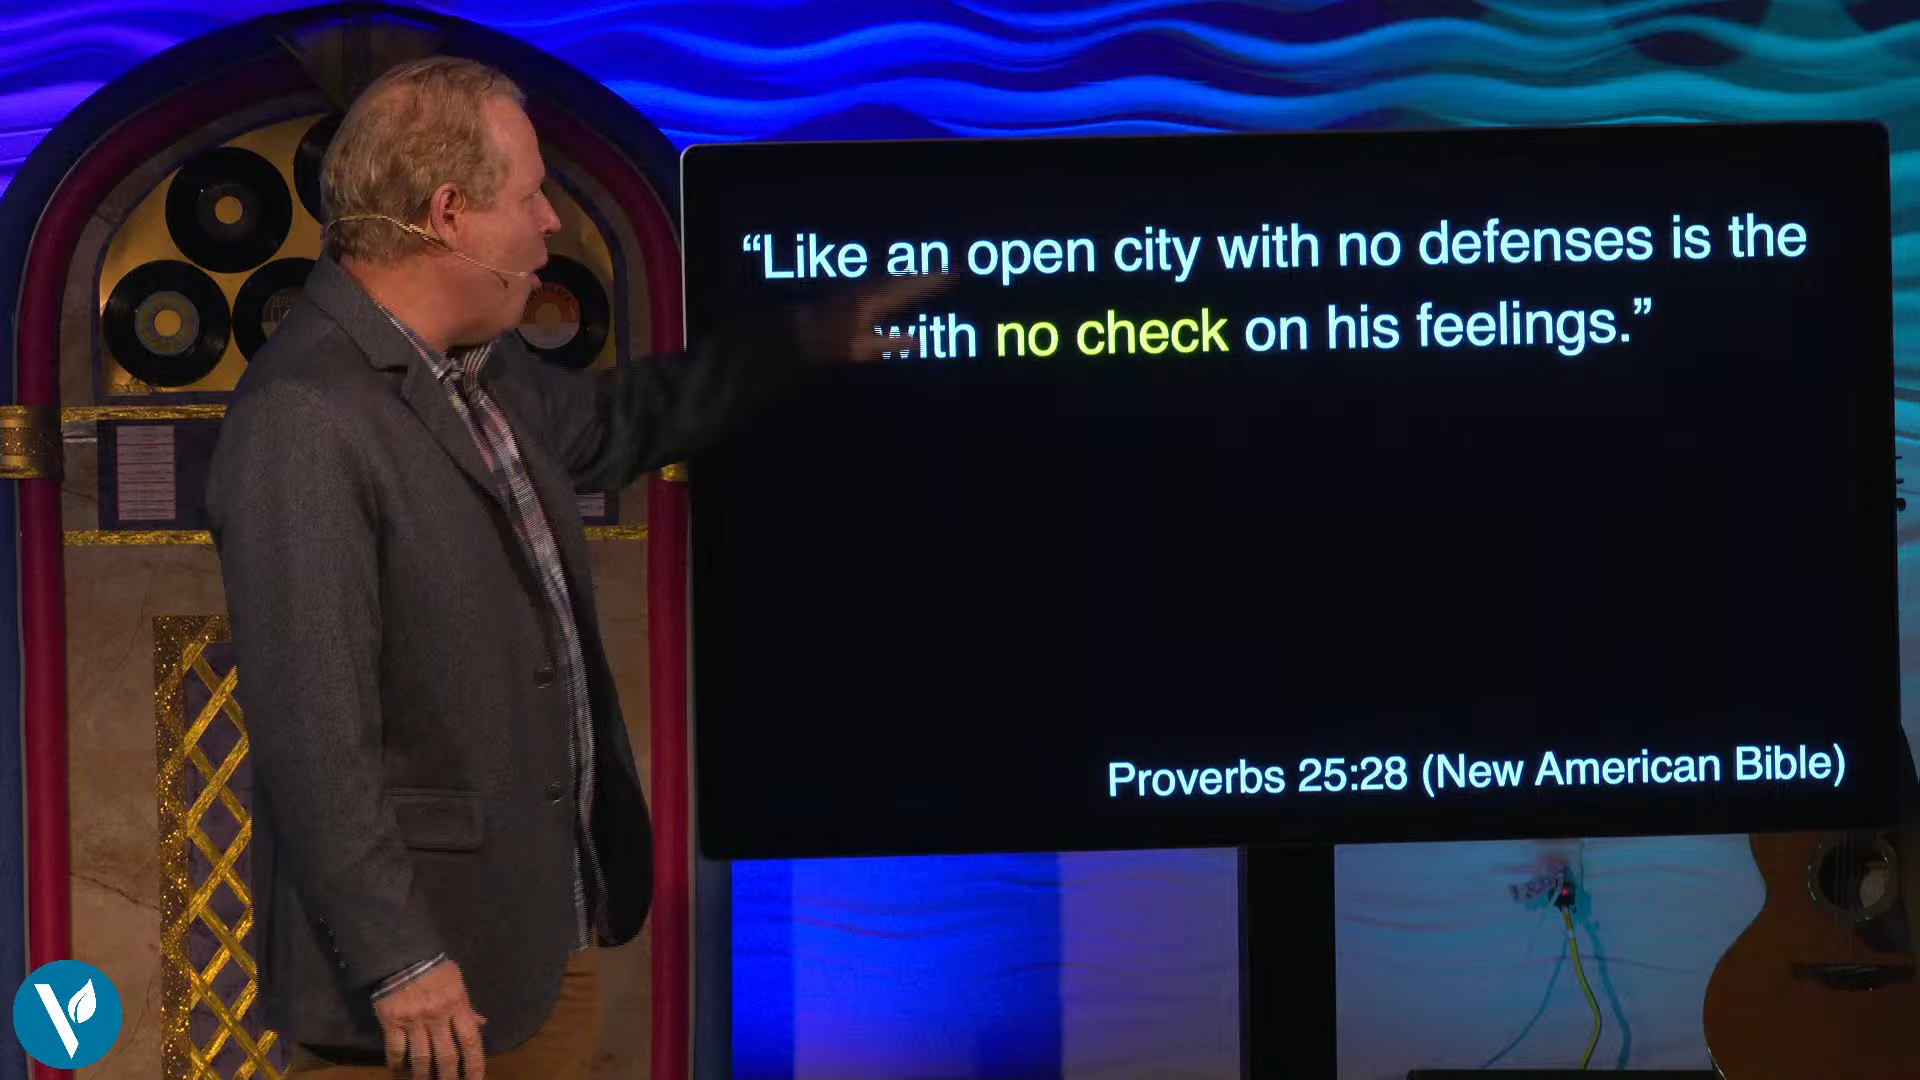 “Like an open city with no defenses is the
with no check on his feelings.”
Proverbs 25:28 (New American Bible)